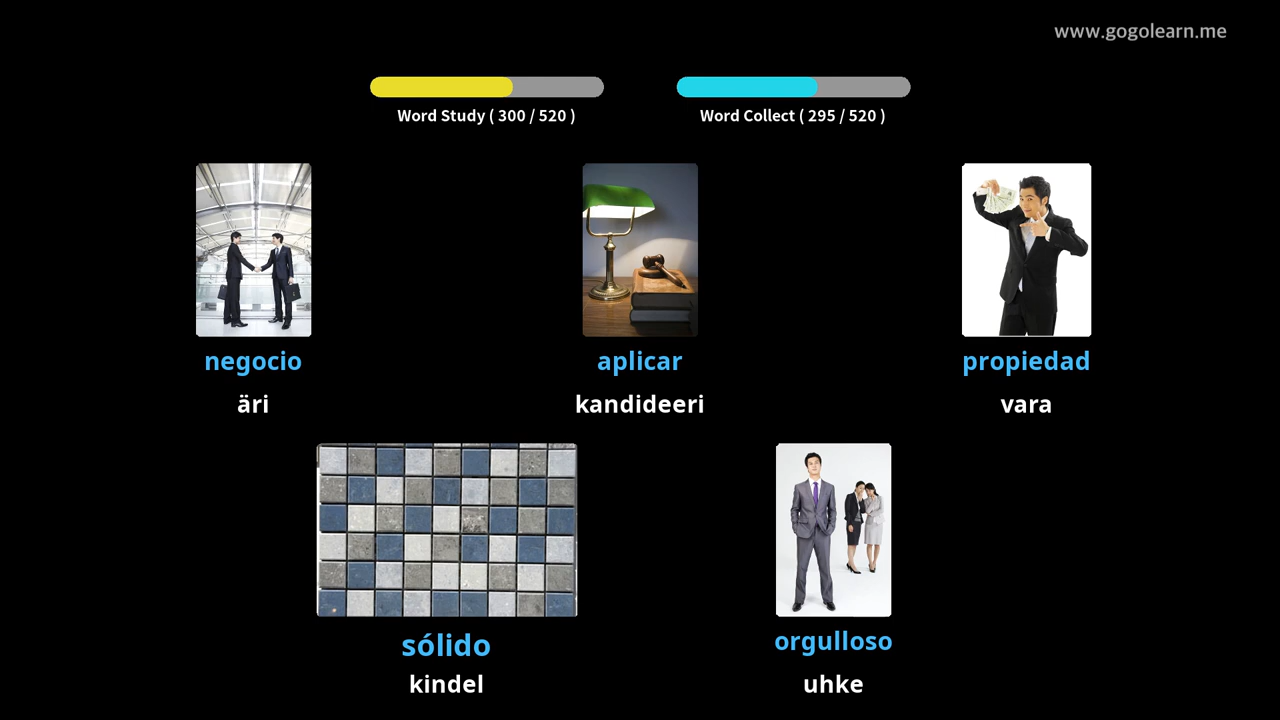 www.gogolearn.me
Word Study ( 300 / 520 )
Word Collect ( 295 / 520 )
negocio
äri
aplicar
kandideeri
propiedad
vara
sólido
kindel
orgulloso
uhke